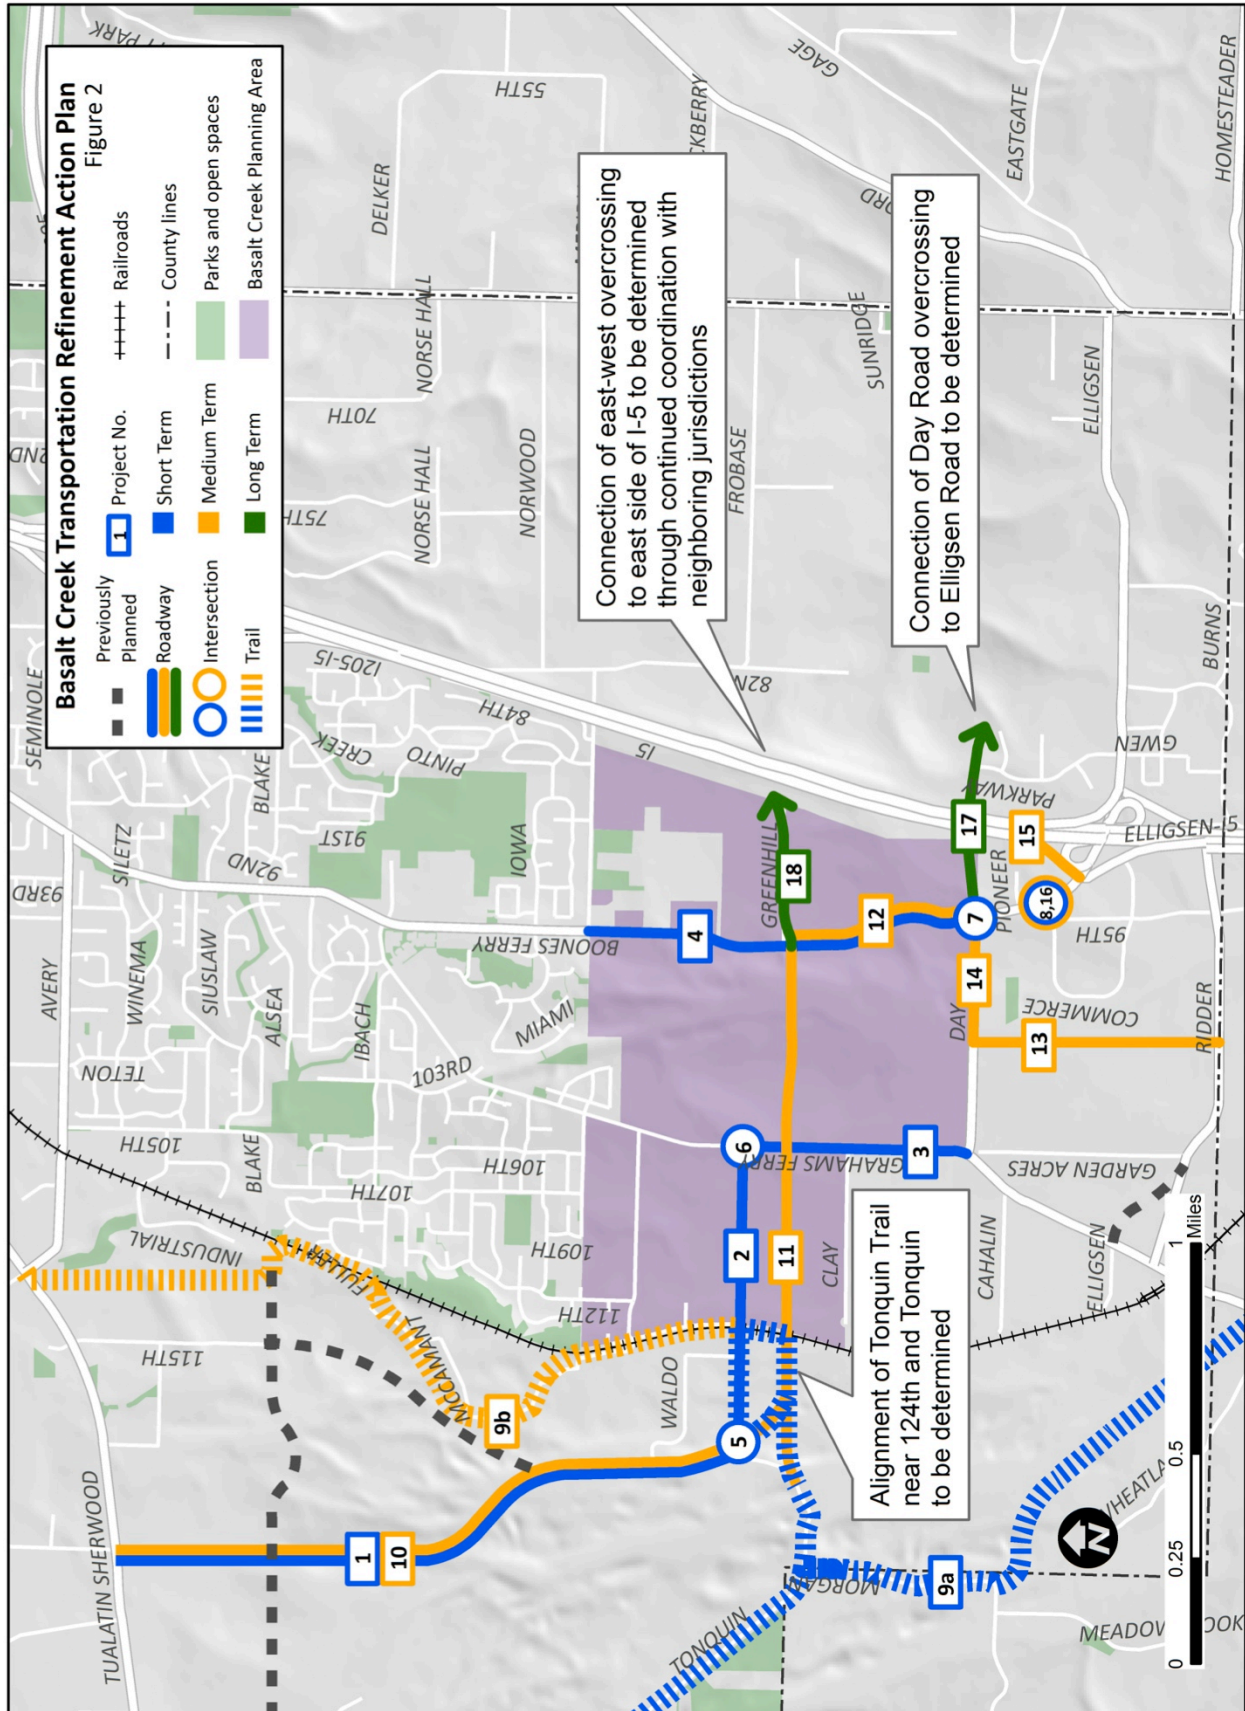 Basalt Creek Transportation Refinement Action Plan
Figure 2
Previously
Planned
Roadway
Intersection
Trail
1 Project No.
Short Term
Medium Term
Long Term
Railroads
County lines
Parks and open spaces
Basalt Creek Planning Area
Connection of east-west overcrossing
to east side of I-5 to be determined
through continued coordination with
neighboring jurisdictions
Connection of Day Road overcrossing
to Elligsen Road to be determined
Alignment of Tonquin Trail
near 124th and Tonquin
to be determined
SEMINOLE
93RD
AVERY
SILETZ
WINEMA
TETON
SIUSLAW
ALSEA
92ND
BLAKE
91ST
CREEK
PINTO
84TH
I205-I5
IBACH
IOWA
BOONES FERRY
MIAMI
103RD
105TH
BLAKE
106TH
107TH
109TH
112TH
INDUSTRIAL
115TH
MCCAMANT
TUALATIN SHERWOOD
WALDO
TONQUIN
MORGAN
CLAY
CAHALIN
ELLIGSEN
GRAHAMS FERRY
GARDEN ACRES
DAY
COMMERCE
RIDDER
95TH
PIONEER
PARKWAY
GREENHILL
I5
82N
GWEN
ELLIGSEN-I5
BURNS
FROBASE
NORWOOD
NORSE HALL
NORSE HALL
75TH
70TH
DELKER
55TH
GAGE
EASTGATE
HOMESTEADER
SUNRIDGE
ELLIGSEN
1
10
9b
5
2
11
6
3
4
18
12
7
17
14
13
15
8,16
9a
N
0 0.25 0.5 1
Miles